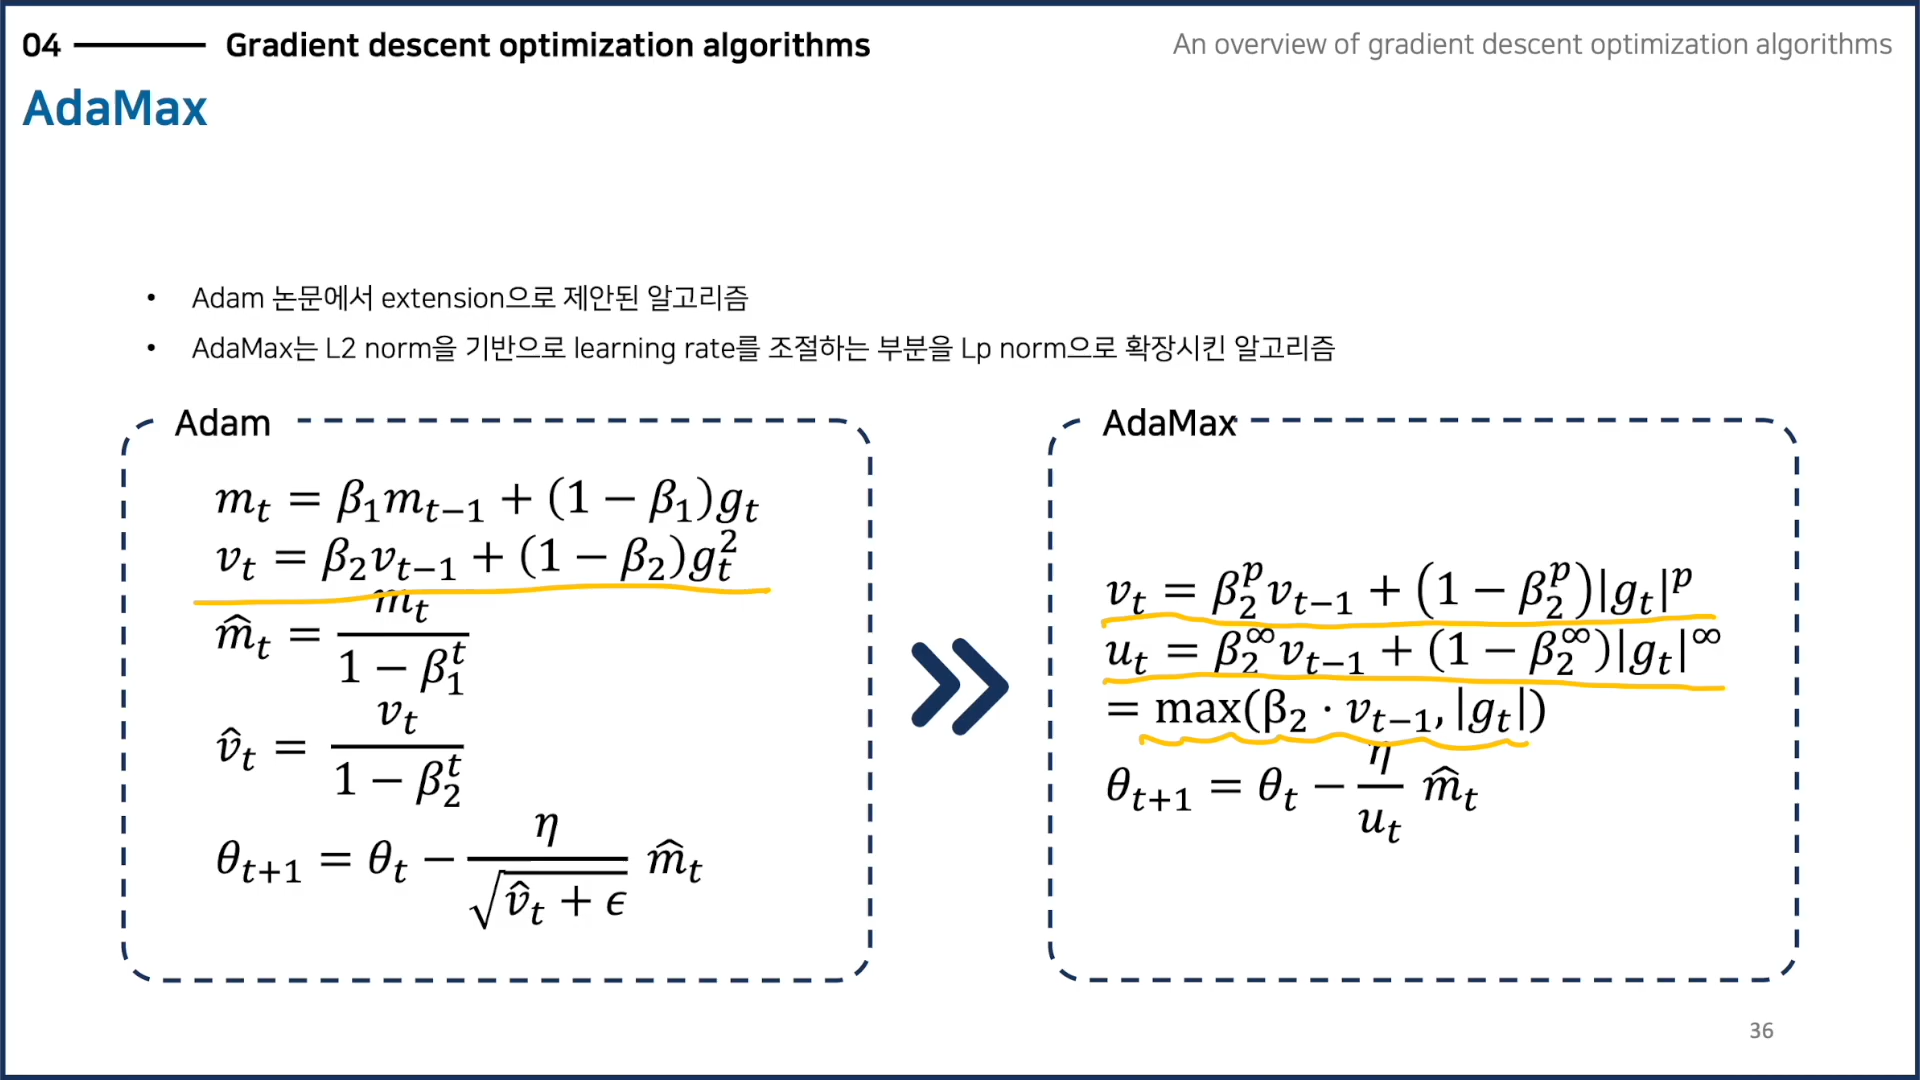 04
Gradient descent optimization algorithms
An overview of gradient descent optimization algorithms
AdaMax
• Adam 논문에서 extension으로 제안된 알고리즘
• AdaMax는 L2 norm을 기반으로 learning rate를 조절하는 부분을 Lp norm으로 확장시킨 알고리즘
Adam
m_t = β_1 m_{t−1} + (1 − β_1)g_t
v_t = β_2 v_{t−1} + (1 − β_2)g_t^2
m̂_t = m_t / (1 − β_1^t)
v̂_t = v_t / (1 − β_2^t)
θ_{t+1} = θ_t − η / √(v̂_t + ϵ) m̂_t
AdaMax
v_t = β_2^p v_{t−1} + (1 − β_2^p)|g_t|^p
u_t = β_2^∞ v_{t−1} + (1 − β_2^∞)|g_t|^∞
= max(β_2 · v_{t−1}, |g_t|)
θ_{t+1} = θ_t − η / u_t m̂_t
36